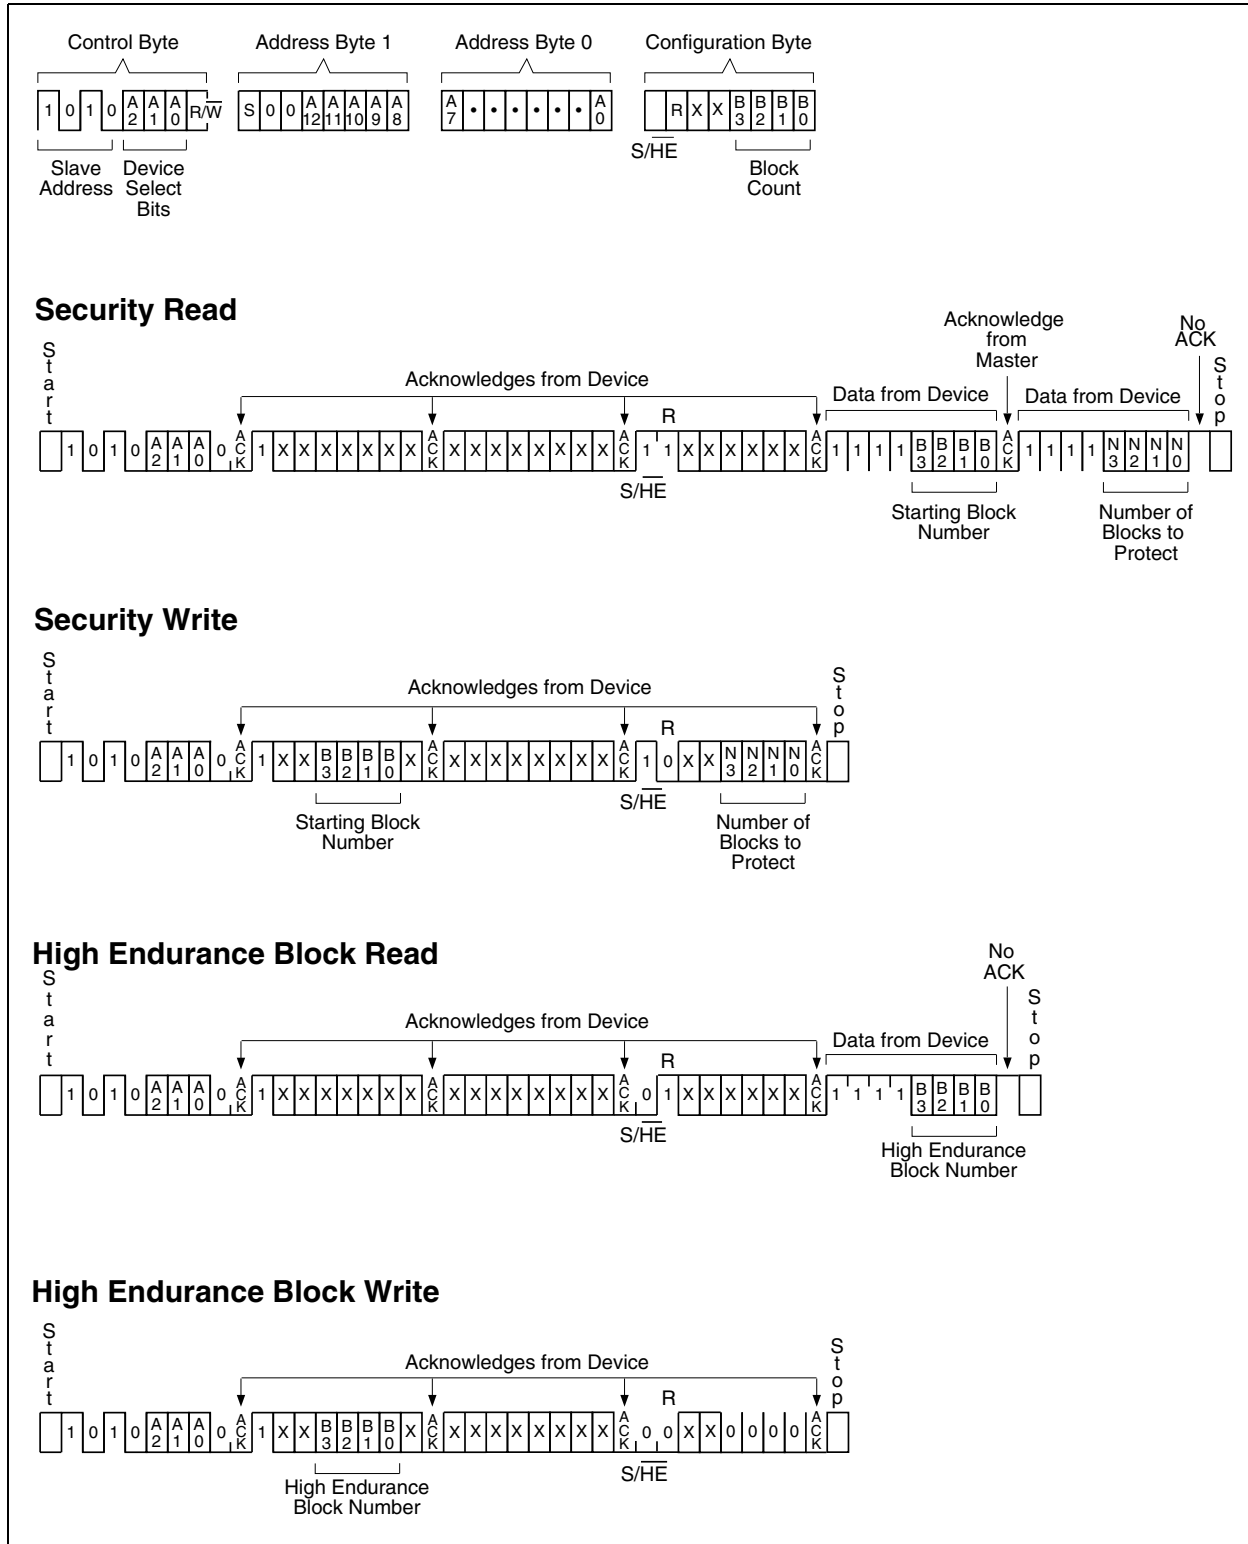 Control Byte Address Byte 1 Address Byte 0 Configuration Byte
1 0 1 0 A2 A1 A0 R/W S 0 0 A12 A11 A10 A9 A8 A7 • • • • • • A0 R X X B3 B2 B1 B0
S/HE
Slave Address Device Select Bits Block Count
Security Read
Acknowledge from Master
No ACK
Start Acknowledges from Device Data from Device Data from Device Stop
R
1 0 1 0 A2 A1 A0 0 ACK 1 X X X X X X X ACK X X X X X X X X ACK 1 1 X X X X X X ACK 1 1 1 1 B3 B2 B1 B0 ACK 1 1 1 1 N3 N2 N1 N0
S/HE
Starting Block Number
Number of Blocks to Protect
Security Write
Start Acknowledges from Device Stop
R
1 0 1 0 A2 A1 A0 0 ACK 1 X X B3 B2 B1 B0 X ACK X X X X X X X X ACK 1 0 X X N3 N2 N1 N0 ACK
S/HE
Starting Block Number
Number of Blocks to Protect
High Endurance Block Read
No ACK
Start Acknowledges from Device Data from Device Stop
R
1 0 1 0 A2 A1 A0 0 ACK 1 X X X X X X X ACK X X X X X X X X ACK 0 1 X X X X X X ACK 1 1 1 1 B3 B2 B1 B0
S/HE
High Endurance Block Number
High Endurance Block Write
Start Acknowledges from Device Stop
R
1 0 1 0 A2 A1 A0 0 ACK 1 X X B3 B2 B1 B0 X ACK X X X X X X X X ACK 0 0 X X 0 0 0 0 ACK
S/HE
High Endurance Block Number